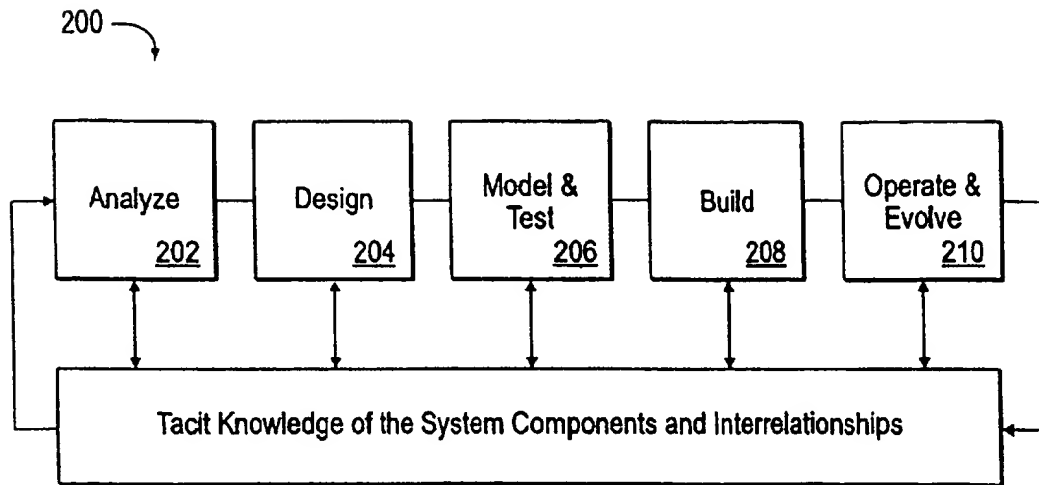 200
Analyze
202
Design
204
Model &
Test
206
Build
208
Operate &
Evolve
210
Tacit Knowledge of the System Components and Interrelationships